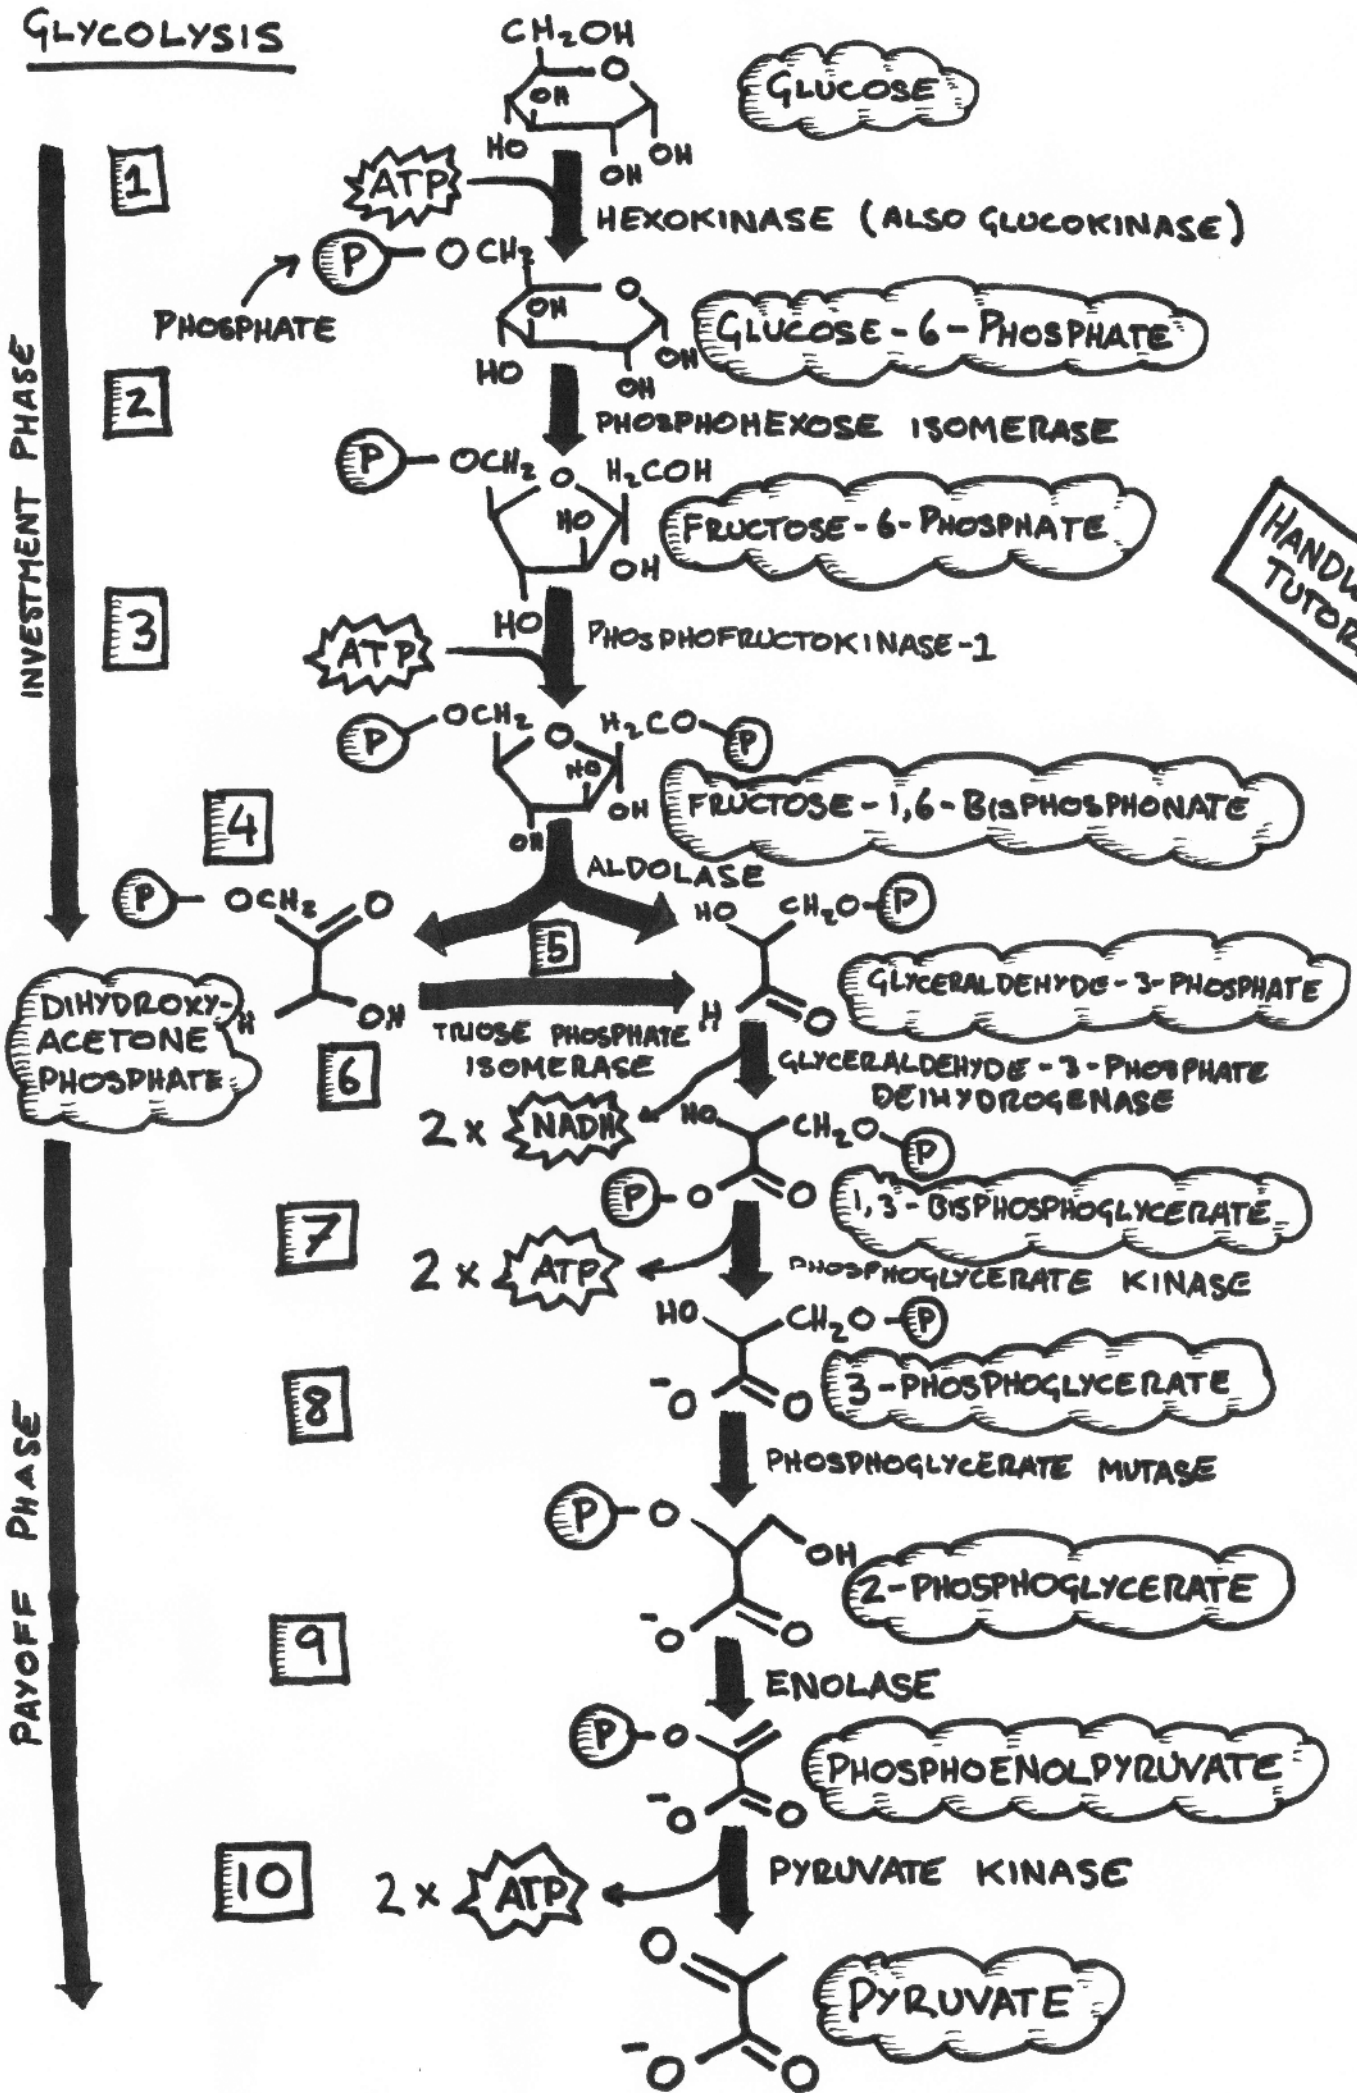 GLYCOLYSIS
CH₂OH
O
OH
HO
OH
OH
GLUCOSE
1
ATP
HEXOKINASE (ALSO GLUCOKINASE)
P
OCH₂
PHOSPHATE
O
OH
HO
OH
OH
GLUCOSE-6-PHOSPHATE
INVESTMENT PHASE
2
PHOSPHOHEXOSE ISOMERASE
P
OCH₂
O
H₂COH
HO
OH
HO
FRUCTOSE-6-PHOSPHATE
3
ATP
PHOSPHOFRUCTOKINASE-1
P
OCH₂
O
H₂CO
P
HO
OH
OH
FRUCTOSE-1,6-BISPHOSPHONATE
4
ALDOLASE
P
OCH₂
O
H
OH
DIHYDROXY-
ACETONE
PHOSPHATE
5
TRIOSE PHOSPHATE
ISOMERASE
HO
CH₂O
P
H
O
GLYCERALDEHYDE-3-PHOSPHATE
6
GLYCERALDEHYDE-3-PHOSPHATE
DEIHYDROGENASE
2 x NADH
HO
CH₂O
P
P
O
O
1,3-BISPHOSPHOGLYCERATE
7
2 x ATP
PHOSPHOGLYCERATE KINASE
HO
CH₂O
P
⁻O
O
3-PHOSPHOGLYCERATE
PAYOFF PHASE
8
PHOSPHOGLYCERATE MUTASE
P
O
OH
⁻O
O
2-PHOSPHOGLYCERATE
9
ENOLASE
P
O
⁻O
O
PHOSPHOENOLPYRUVATE
10
2 x ATP
PYRUVATE KINASE
O
⁻O
O
PYRUVATE